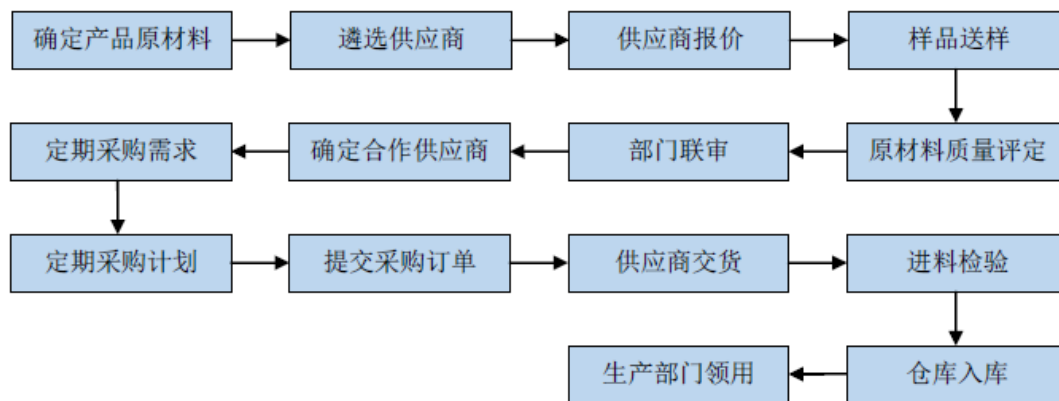 确定产品原材料
遴选供应商
供应商报价
样品送样
原材料质量评定
部门联审
确定合作供应商
定期采购需求
定期采购计划
提交采购订单
供应商交货
进料检验
仓库入库
生产部门领用